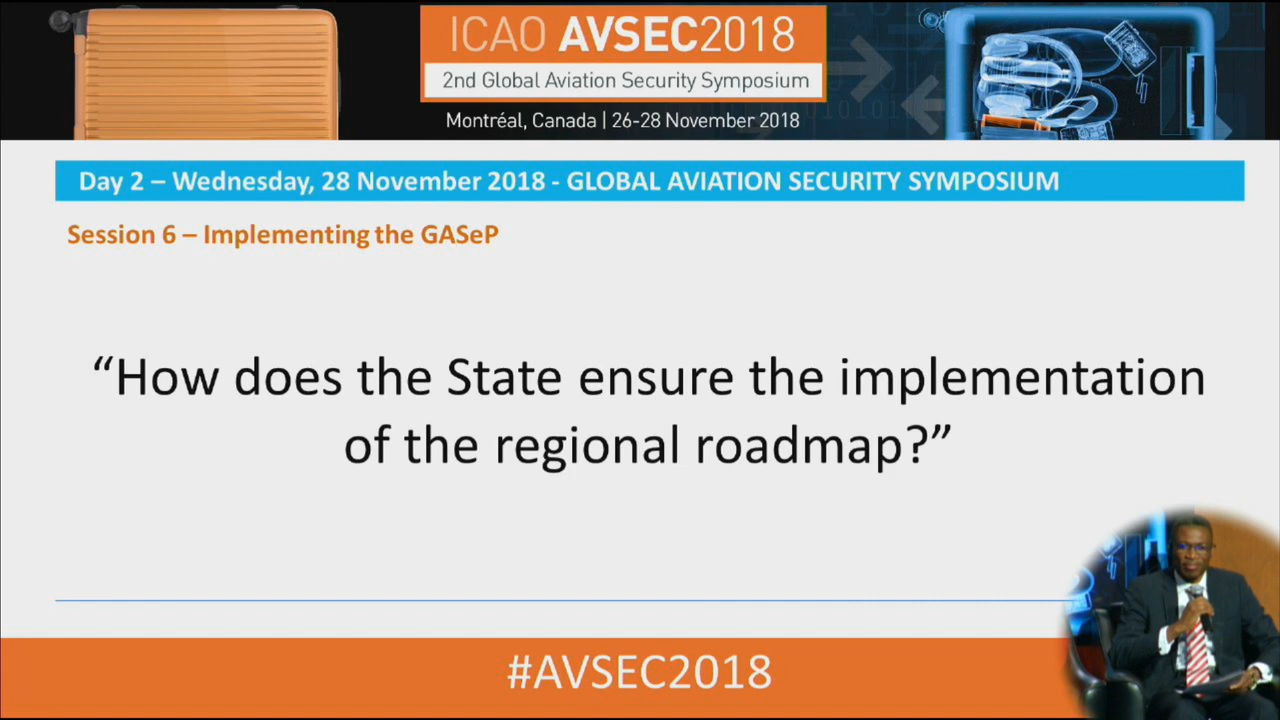 ICAO AVSEC2018
2nd Global Aviation Security Symposium
Montréal, Canada | 26-28 November 2018
Day 2 – Wednesday, 28 November 2018 - GLOBAL AVIATION SECURITY SYMPOSIUM
Session 6 – Implementing the GASeP
“How does the State ensure the implementation
of the regional roadmap?”
#AVSEC2018